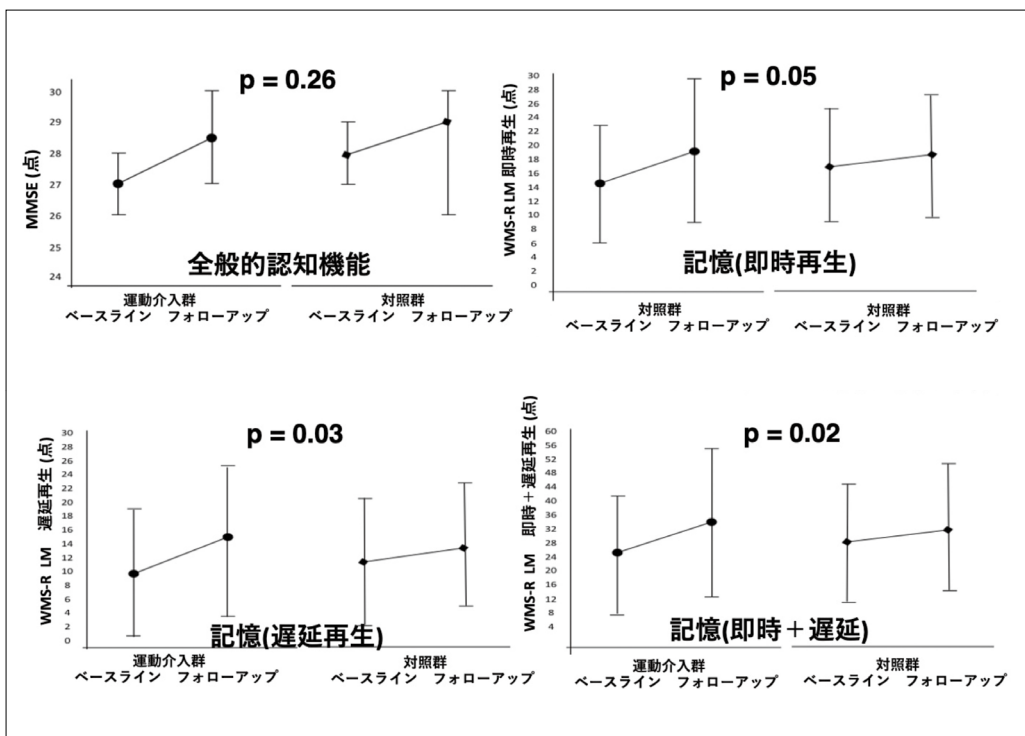 p = 0.26
MMSE (点)
30
29
28
27
26
25
24
全般的認知機能
運動介入群 対照群
ベースライン フォローアップ ベースライン フォローアップ
p = 0.05
WMS-R LM 即時再生 (点)
30
28
26
24
22
20
18
16
14
12
10
8
6
4
2
0
記憶(即時再生)
対照群 対照群
ベースライン フォローアップ ベースライン フォローアップ
p = 0.03
WMS-R LM 遅延再生 (点)
30
28
26
24
22
20
18
16
14
12
10
8
6
4
2
0
記憶(遅延再生)
運動介入群 対照群
ベースライン フォローアップ ベースライン フォローアップ
p = 0.02
WMS-R LM 即時＋遅延再生 (点)
60
56
52
48
44
40
36
32
28
24
20
16
12
8
4
記憶(即時＋遅延)
運動介入群 対照群
ベースライン フォローアップ ベースライン フォローアップ